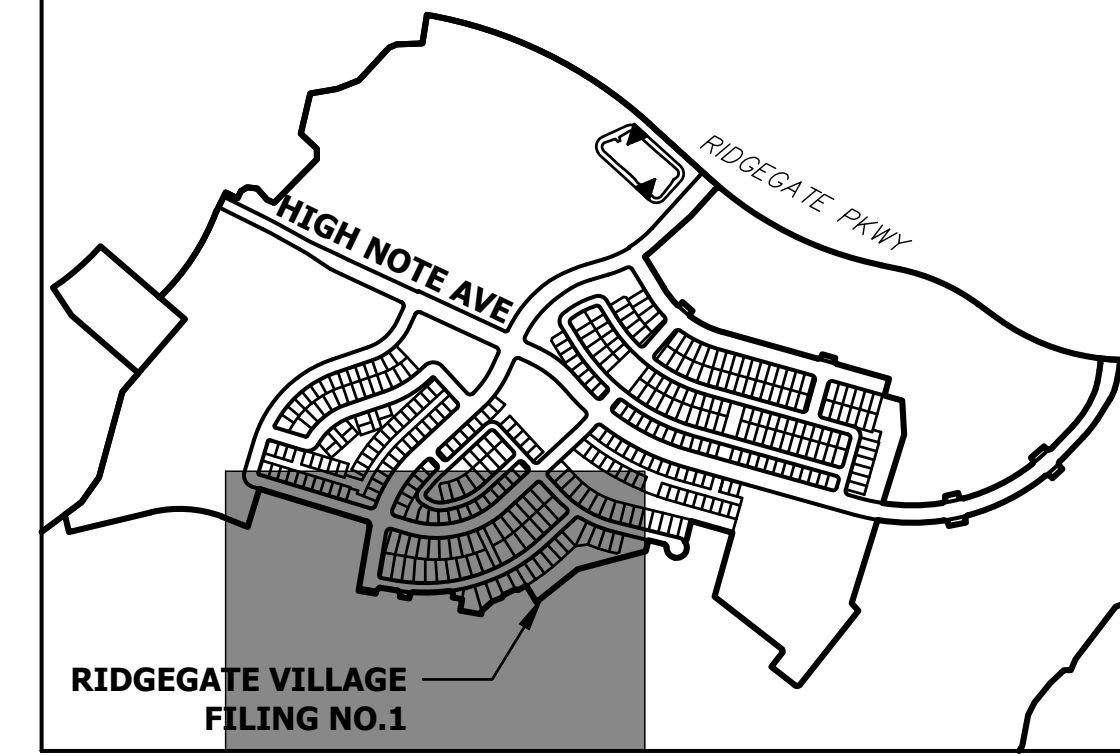 RIDGEGATE PKWY
HIGH NOTE AVE
RIDGEGATE VILLAGE
FILING NO.1